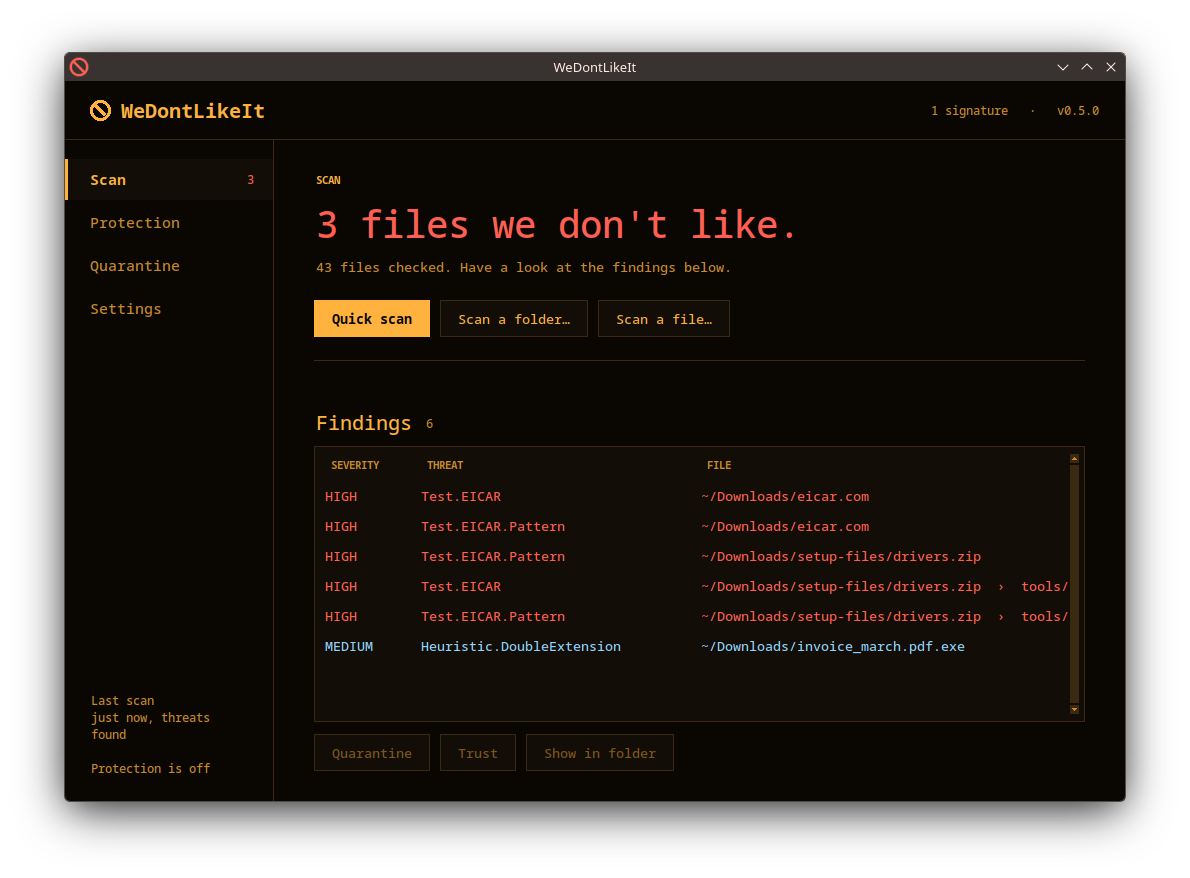 WeDontLikeIt
WeDontLikeIt
1 signature · v0.5.0
Scan 3
Protection
Quarantine
Settings
Last scan
just now, threats
found
Protection is off
SCAN
3 files we don't like.
43 files checked. Have a look at the findings below.
Quick scan Scan a folder… Scan a file…
Findings 6
SEVERITY THREAT FILE
HIGH Test.EICAR ~/Downloads/eicar.com
HIGH Test.EICAR.Pattern ~/Downloads/eicar.com
HIGH Test.EICAR.Pattern ~/Downloads/setup-files/drivers.zip
HIGH Test.EICAR ~/Downloads/setup-files/drivers.zip › tools/
HIGH Test.EICAR.Pattern ~/Downloads/setup-files/drivers.zip › tools/
MEDIUM Heuristic.DoubleExtension ~/Downloads/invoice_march.pdf.exe
Quarantine Trust Show in folder